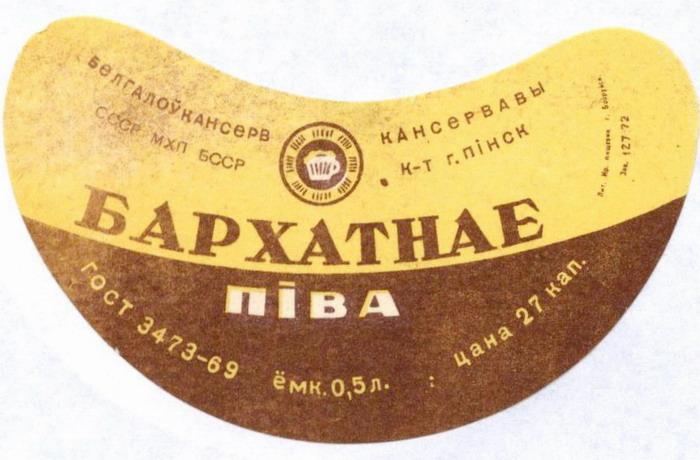 БЕЛГАЛОЎКАНСЕРВ
СССР МХП БССР
КАНСЕРВАВЫ
К-Т Г.ПІНСК
БАРХАТНАЕ
ПІВА
ГОСТ 3473-69
ёмк. 0,5л.
цана 27 кап.
Зак. 127 72